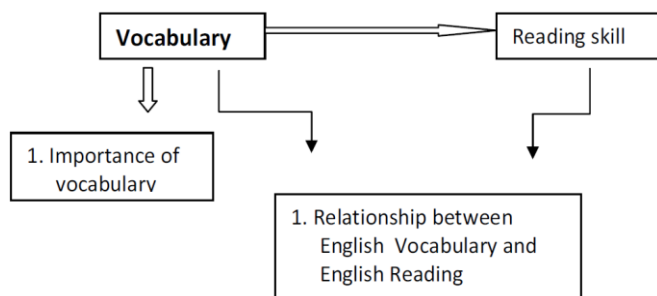 Vocabulary
Reading skill
1. Importance of
vocabulary
1. Relationship between
English Vocabulary and
English Reading